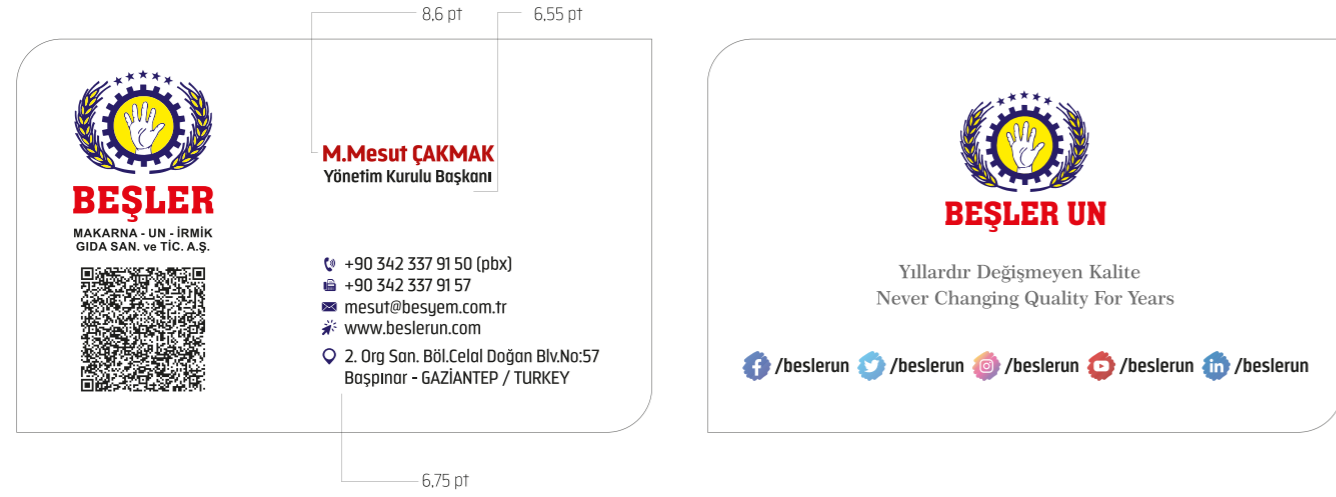 8,6 pt
6,55 pt
BEŞLER
MAKARNA - UN - İRMİK
GIDA SAN. ve TİC. A.Ş.
M.Mesut ÇAKMAK
Yönetim Kurulu Başkanı
+90 342 337 91 50 (pbx)
+90 342 337 91 57
mesut@besyem.com.tr
www.beslerun.com
2. Org San. Böl.Celal Doğan Blv.No:57
Başpınar - GAZİANTEP / TURKEY
6,75 pt
BEŞLER UN
Yıllardır Değişmeyen Kalite
Never Changing Quality For Years
/beslerun /beslerun /beslerun /beslerun /beslerun